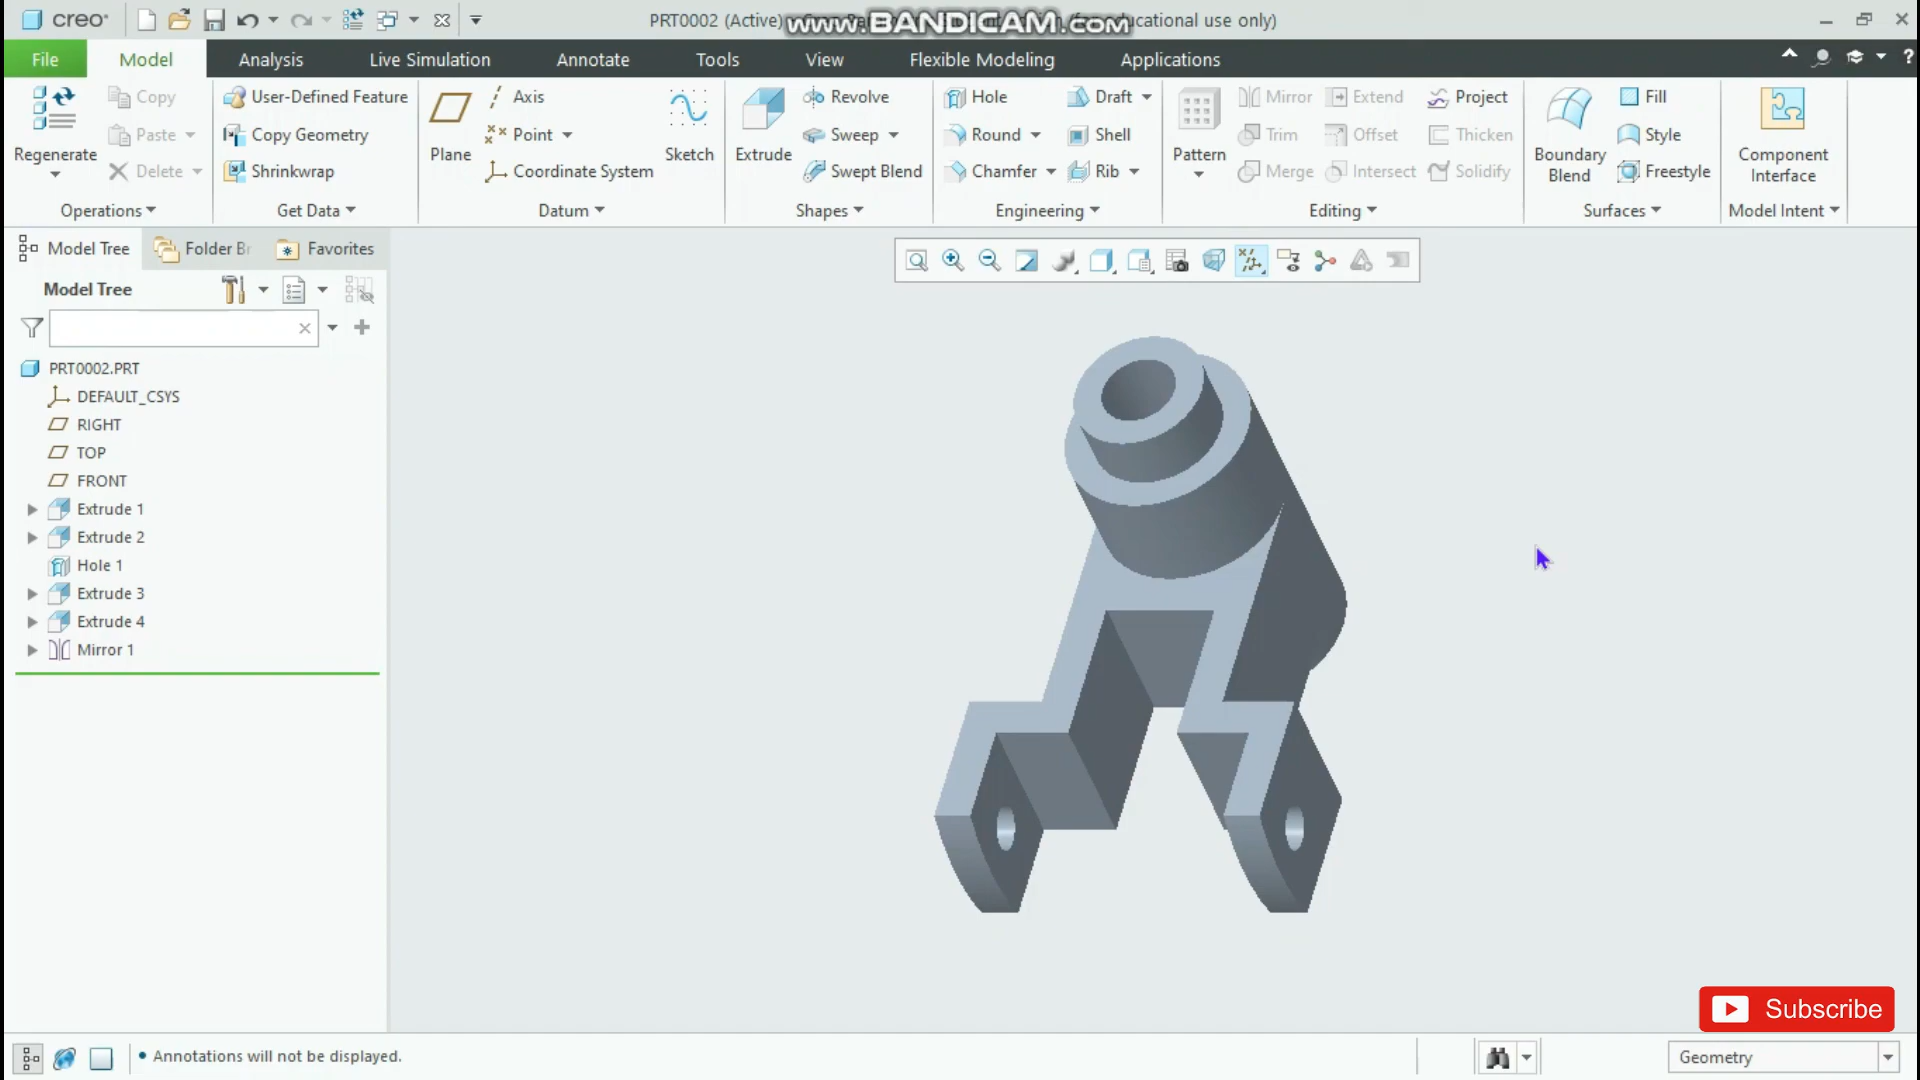 creo
PRT0002 (Active)
(for educational use only)
www.BANDICAM.com
File
Model
Analysis
Live Simulation
Annotate
Tools
View
Flexible Modeling
Applications
Regenerate
Copy
Paste
Delete
Operations
User-Defined Feature
Copy Geometry
Shrinkwrap
Get Data
Plane
Axis
Point
Coordinate System
Sketch
Datum
Extrude
Revolve
Sweep
Swept Blend
Shapes
Hole
Round
Chamfer
Draft
Shell
Rib
Engineering
Pattern
Mirror
Trim
Merge
Extend
Offset
Intersect
Project
Thicken
Solidify
Editing
Boundary
Blend
Fill
Style
Freestyle
Surfaces
Component
Interface
Model Intent
Model Tree
Folder Br
Favorites
Model Tree
PRT0002.PRT
DEFAULT_CSYS
RIGHT
TOP
FRONT
Extrude 1
Extrude 2
Hole 1
Extrude 3
Extrude 4
Mirror 1
Subscribe
• Annotations will not be displayed.
Geometry